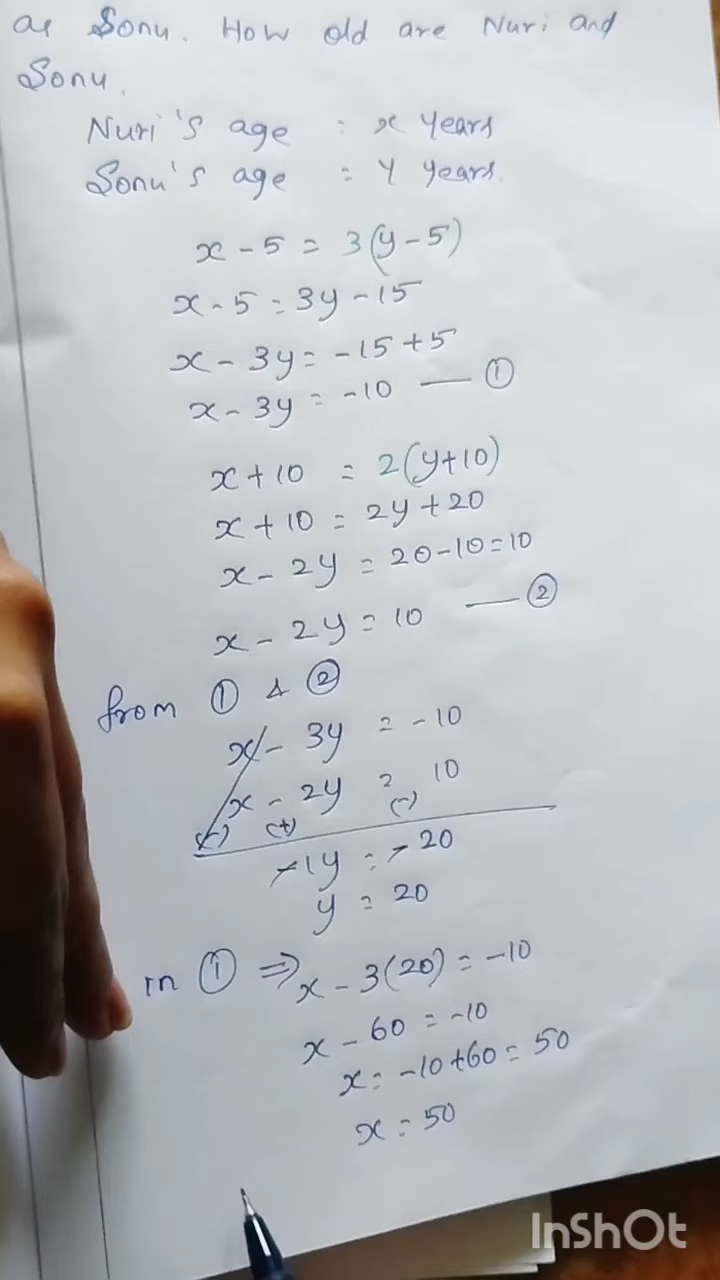 as Sonu. How old are Nuri and
Sonu.
Nuri's age : x years
Sonu's age = y years.
x - 5 = 3(y-5)
x - 5 = 3y - 15
x - 3y = -15 + 5
x - 3y = -10 — ①
x + 10 = 2(y+10)
x + 10 = 2y + 20
x - 2y = 20 - 10 = 10
x - 2y = 10 — ②
from ① & ②
x - 3y = -10
x - 2y = 10
(-) (+) (-)
-1y = -20
y = 20
in ① ⇒ x - 3(20) = -10
x - 60 = -10
x = -10 + 60 = 50
x = 50
InShOt